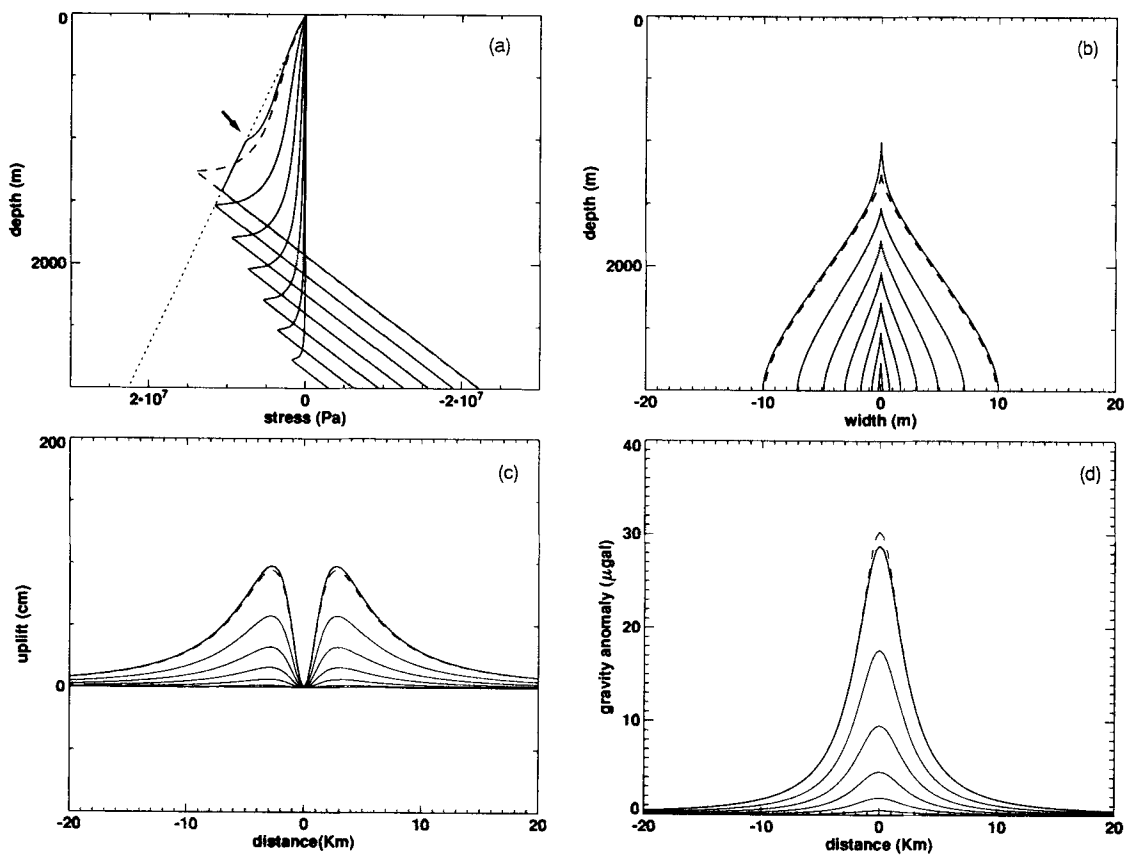 (a)
0
2000
depth (m)
2•10⁷
0
-2•10⁷
stress (Pa)
(b)
0
2000
depth (m)
-20
-10
0
10
20
width (m)
(c)
200
0
uplift (cm)
-20
-10
0
10
20
distance(Km)
(d)
40
30
20
10
0
gravity anomaly (µgal)
-20
-10
0
10
20
distance (Km)